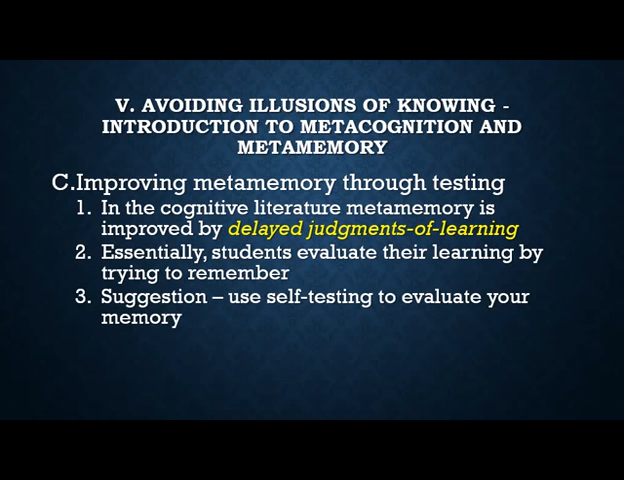 V. AVOIDING ILLUSIONS OF KNOWING -
INTRODUCTION TO METACOGNITION AND
METAMEMORY
C.Improving metamemory through testing
1. In the cognitive literature metamemory is
improved by delayed judgments-of-learning
2. Essentially, students evaluate their learning by
trying to remember
3. Suggestion – use self-testing to evaluate your
memory